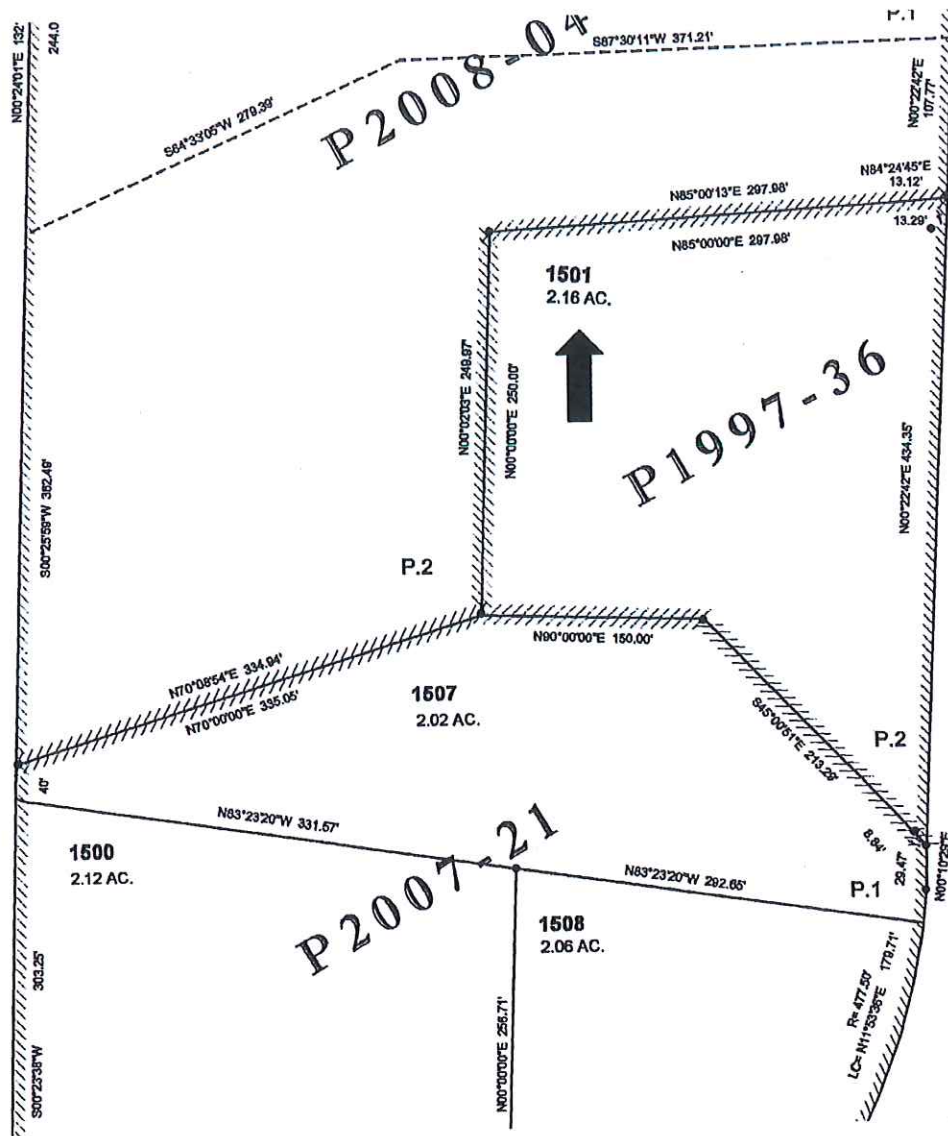 P.1
N00°24'01"E 132'
244.0
S87°30'11"W 371.21'
P2008-04
S64°33'05"W 279.39'
N00°22'42"E
107.77'
N84°24'45"E
13.12'
N85°00'13"E 297.98'
13.29'
N85°00'00"E 297.98'
1501
2.16 AC.
N00°02'03"E 249.97'
N00°00'00"E 250.00'
P1997-36
N00°22'42"E 434.35'
S00°25'59"W 362.49'
P.2
N90°00'00"E 150.00'
N70°08'54"E 334.94'
N70°00'00"E 335.05'
1507
2.02 AC.
S45°00'51"E 213.29'
P.2
40'
8.84'
29.47'
N00°10'29"E
N83°23'20"W 331.57'
1500
2.12 AC.
P2007-21
N83°23'20"W 292.65'
P.1
1508
2.06 AC.
303.25'
S00°23'38"W
N00°00'00"E 256.71'
R= 477.50'
LC= N11°53'36"E 179.71'